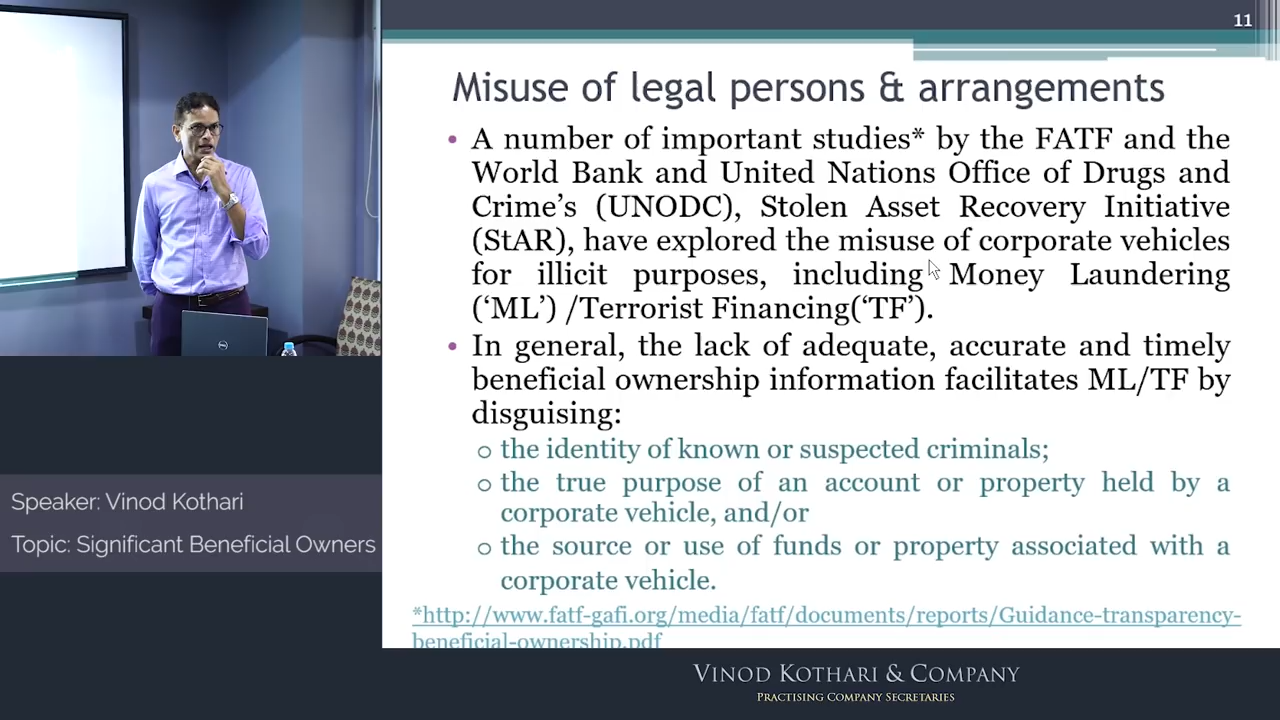 11
Misuse of legal persons & arrangements
• A number of important studies* by the FATF and the
World Bank and United Nations Office of Drugs and
Crime's (UNODC), Stolen Asset Recovery Initiative
(StAR), have explored the misuse of corporate vehicles
for illicit purposes, including Money Laundering
('ML') /Terrorist Financing('TF').
• In general, the lack of adequate, accurate and timely
beneficial ownership information facilitates ML/TF by
disguising:
o the identity of known or suspected criminals;
o the true purpose of an account or property held by a
corporate vehicle, and/or
o the source or use of funds or property associated with a
corporate vehicle.
*http://www.fatf-gafi.org/media/fatf/documents/reports/Guidance-transparency-
beneficial-ownership.pdf
Speaker: Vinod Kothari
Topic: Significant Beneficial Owners
VINOD KOTHARI & COMPANY
PRACTISING COMPANY SECRETARIES
DELL